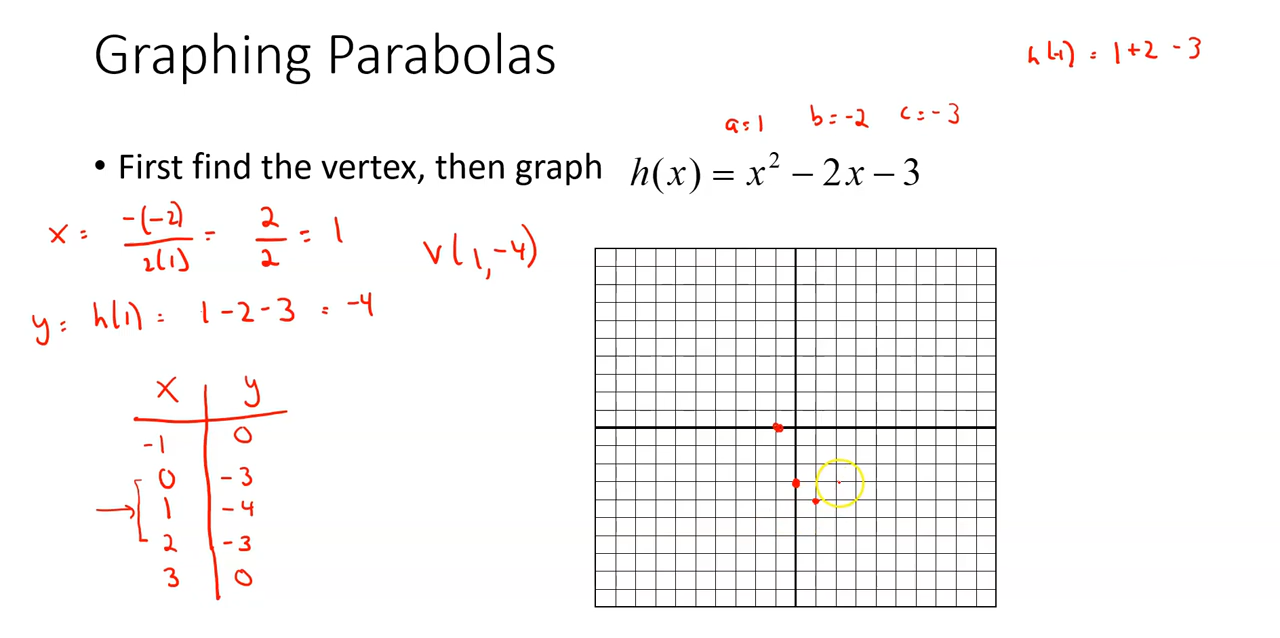 Graphing Parabolas
h(-1) = 1+2-3
a=1 b=-2 c=-3
• First find the vertex, then graph h(x) = x² − 2x − 3
x = -(-2)/2(1) = 2/2 = 1
V(1,-4)
y = h(1) = 1-2-3 = -4
x y
-1 0
0 -3
1 -4
2 -3
3 0